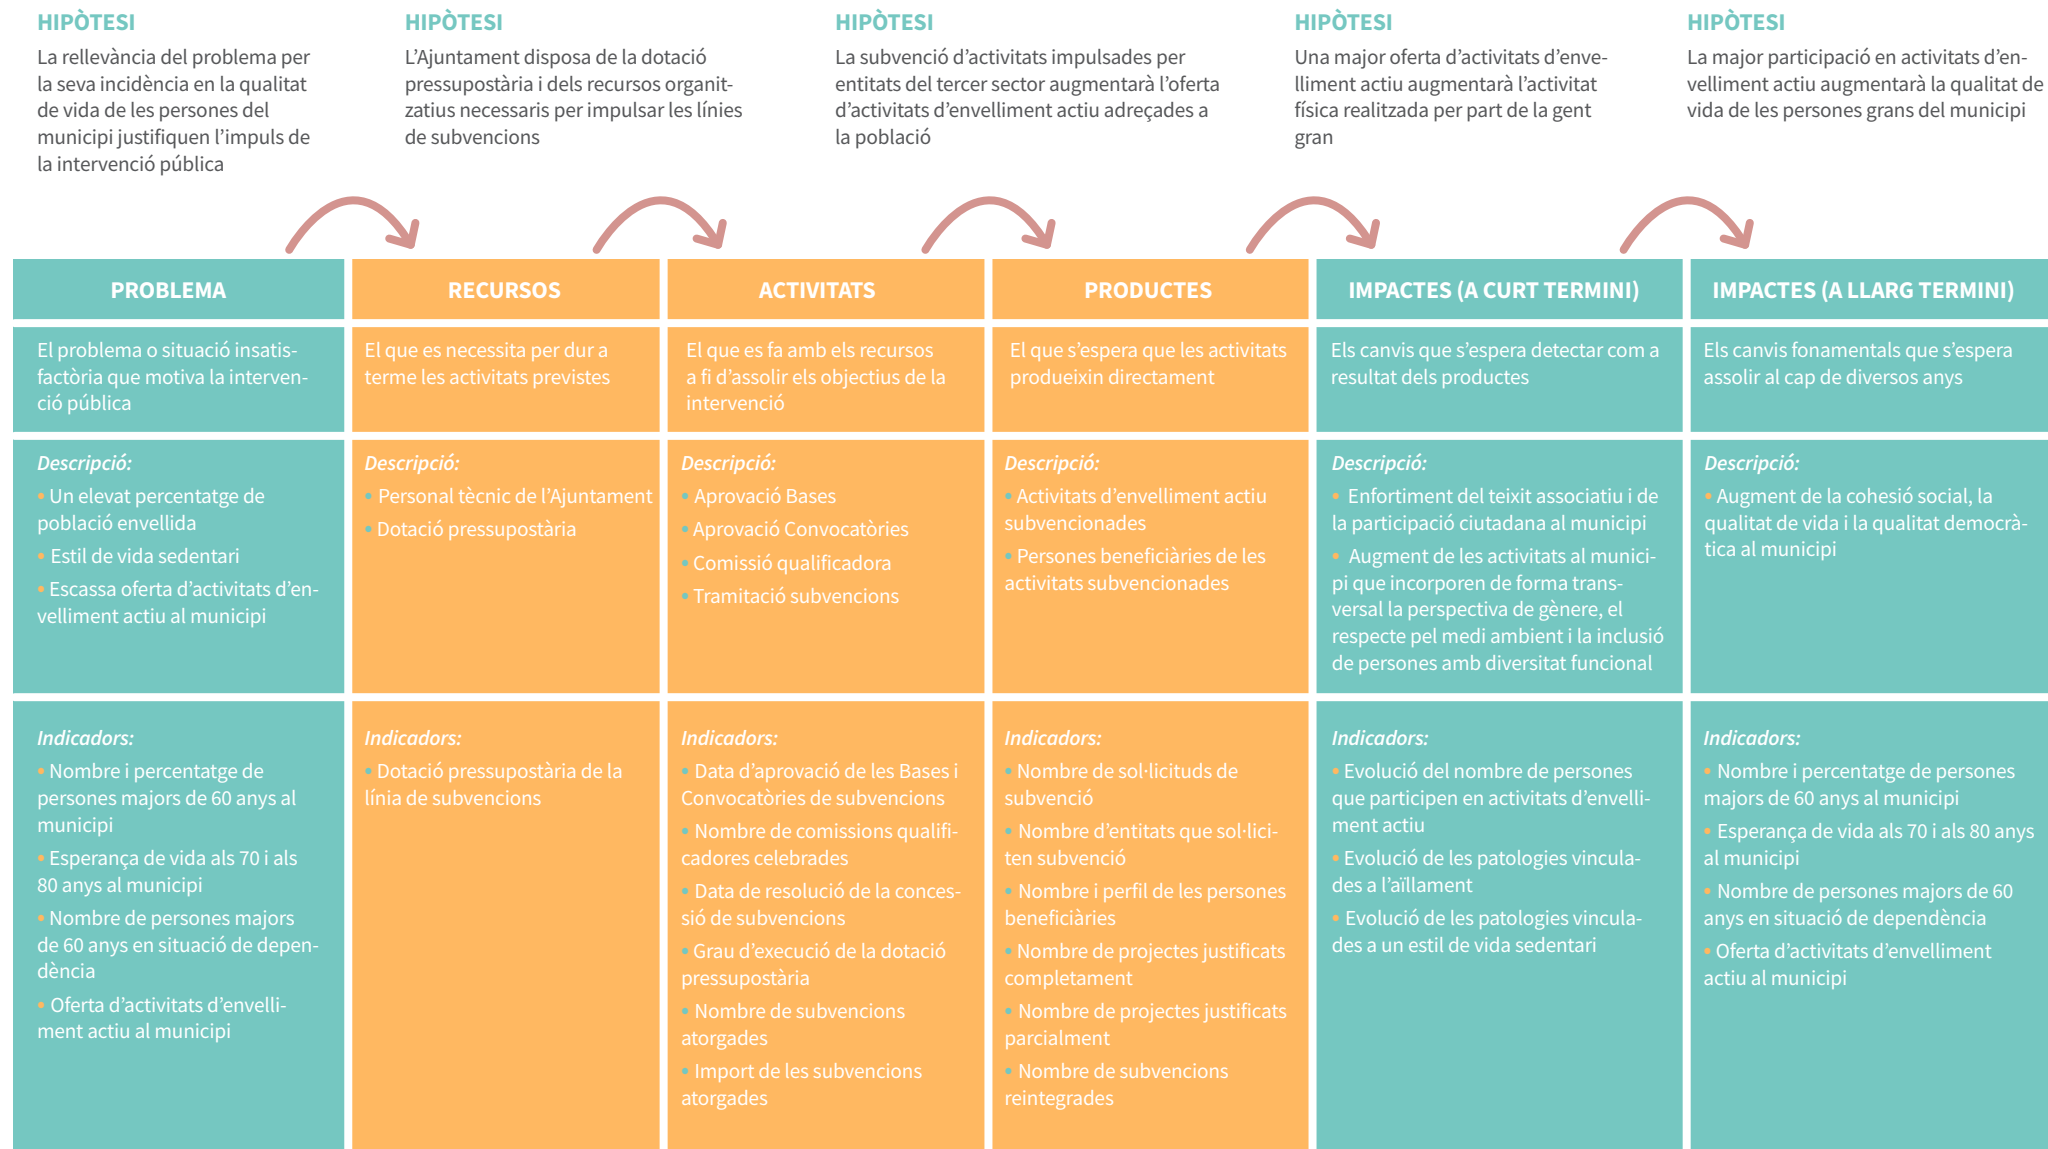 HIPÒTESI
La rellevància del problema per
la seva incidència en la qualitat
de vida de les persones del
municipi justifiquen l’impuls de
la intervenció pública
HIPÒTESI
L’Ajuntament disposa de la dotació
pressupostària i dels recursos organit-
zatius necessaris per impulsar les línies
de subvencions
HIPÒTESI
La subvenció d’activitats impulsades per
entitats del tercer sector augmentarà l’oferta
d’activitats d’envelliment actiu adreçades a
la població
HIPÒTESI
Una major oferta d’activitats d’enve-
lliment actiu augmentarà l’activitat
física realitzada per part de la gent
gran
HIPÒTESI
La major participació en activitats d’en-
velliment actiu augmentarà la qualitat de
vida de les persones grans del municipi
PROBLEMA
El problema o situació insatis-
factòria que motiva la interven-
ció pública
Descripció:
• Un elevat percentatge de
població envellida
• Estil de vida sedentari
• Escassa oferta d’activitats d’en-
velliment actiu al municipi
Indicadors:
• Nombre i percentatge de
persones majors de 60 anys al
municipi
• Esperança de vida als 70 i als
80 anys al municipi
• Nombre de persones majors
de 60 anys en situació de depen-
dència
• Oferta d’activitats d’envelli-
ment actiu al municipi
RECURSOS
El que es necessita per dur a
terme les activitats previstes
Descripció:
• Personal tècnic de l’Ajuntament
• Dotació pressupostària
Indicadors:
• Dotació pressupostària de la
línia de subvencions
ACTIVITATS
El que es fa amb els recursos
a fi d’assolir els objectius de la
intervenció
Descripció:
• Aprovació Bases
• Aprovació Convocatòries
• Comissió qualificadora
• Tramitació subvencions
Indicadors:
• Data d’aprovació de les Bases i
Convocatòries de subvencions
• Nombre de comissions qualifi-
cadores celebrades
• Data de resolució de la conces-
sió de subvencions
• Grau d’execució de la dotació
pressupostària
• Nombre de subvencions
atorgades
• Import de les subvencions
atorgades
PRODUCTES
El que s’espera que les activitats
produeixin directament
Descripció:
• Activitats d’envelliment actiu
subvencionades
• Persones beneficiàries de les
activitats subvencionades
Indicadors:
• Nombre de sol·licituds de
subvenció
• Nombre d’entitats que sol·lici-
ten subvenció
• Nombre i perfil de les persones
beneficiàries
• Nombre de projectes justificats
completament
• Nombre de projectes justificats
parcialment
• Nombre de subvencions
reintegrades
IMPACTES (A CURT TERMINI)
Els canvis que s’espera detectar com a
resultat dels productes
Descripció:
• Enfortiment del teixit associatiu i de
la participació ciutadana al municipi
• Augment de les activitats al munici-
pi que incorporen de forma trans-
versal la perspectiva de gènere, el
respecte pel medi ambient i la inclusió
de persones amb diversitat funcional
Indicadors:
• Evolució del nombre de persones
que participen en activitats d’envelli-
ment actiu
• Evolució de les patologies vincula-
des a l’aïllament
• Evolució de les patologies vincula-
des a un estil de vida sedentari
IMPACTES (A LLARG TERMINI)
Els canvis fonamentals que s’espera
assolir al cap de diversos anys
Descripció:
• Augment de la cohesió social, la
qualitat de vida i la qualitat democrà-
tica al municipi
Indicadors:
• Nombre i percentatge de persones
majors de 60 anys al municipi
• Esperança de vida als 70 i als 80 anys
al municipi
• Nombre de persones majors de 60
anys en situació de dependència
• Oferta d’activitats d’envelliment
actiu al municipi